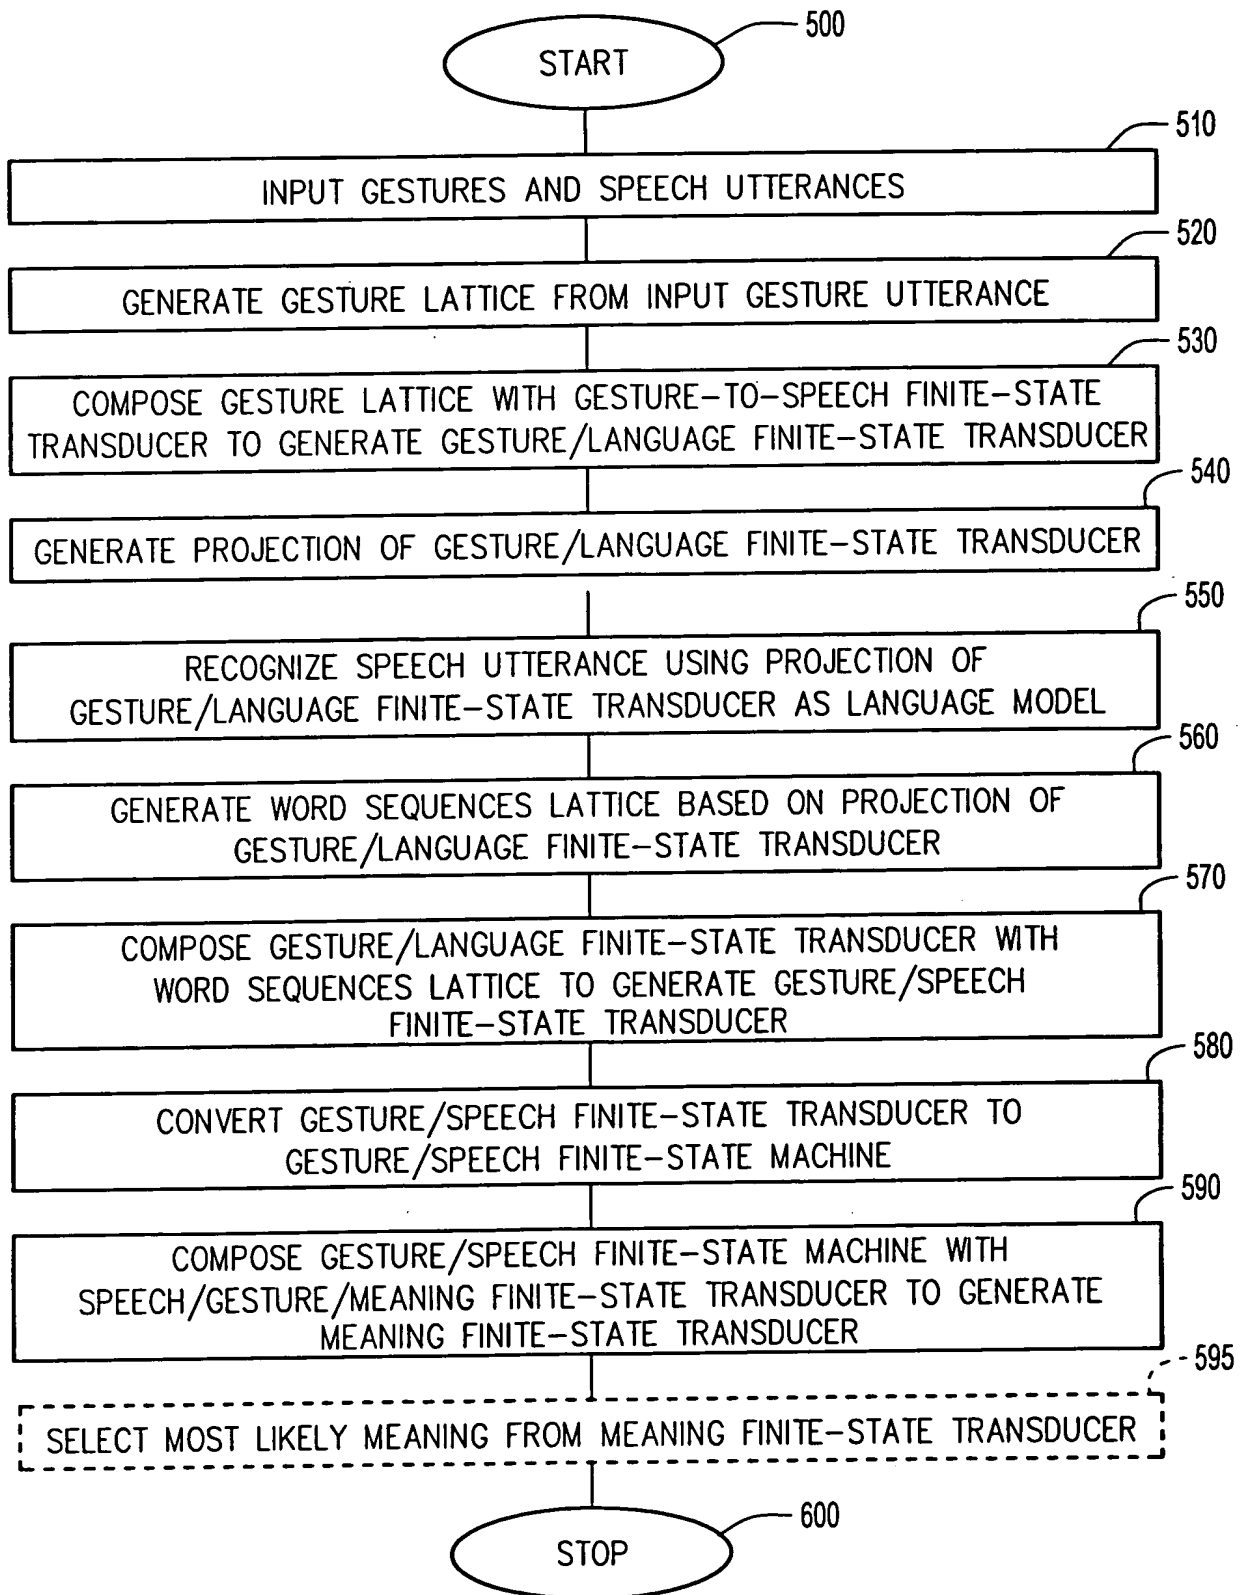 500
START
510
INPUT GESTURES AND SPEECH UTTERANCES
520
GENERATE GESTURE LATTICE FROM INPUT GESTURE UTTERANCE
530
COMPOSE GESTURE LATTICE WITH GESTURE-TO-SPEECH FINITE-STATE
TRANSDUCER TO GENERATE GESTURE/LANGUAGE FINITE-STATE TRANSDUCER
540
GENERATE PROJECTION OF GESTURE/LANGUAGE FINITE-STATE TRANSDUCER
550
RECOGNIZE SPEECH UTTERANCE USING PROJECTION OF
GESTURE/LANGUAGE FINITE-STATE TRANSDUCER AS LANGUAGE MODEL
560
GENERATE WORD SEQUENCES LATTICE BASED ON PROJECTION OF
GESTURE/LANGUAGE FINITE-STATE TRANSDUCER
570
COMPOSE GESTURE/LANGUAGE FINITE-STATE TRANSDUCER WITH
WORD SEQUENCES LATTICE TO GENERATE GESTURE/SPEECH
FINITE-STATE TRANSDUCER
580
CONVERT GESTURE/SPEECH FINITE-STATE TRANSDUCER TO
GESTURE/SPEECH FINITE-STATE MACHINE
590
COMPOSE GESTURE/SPEECH FINITE-STATE MACHINE WITH
SPEECH/GESTURE/MEANING FINITE-STATE TRANSDUCER TO GENERATE
MEANING FINITE-STATE TRANSDUCER
595
SELECT MOST LIKELY MEANING FROM MEANING FINITE-STATE TRANSDUCER
600
STOP